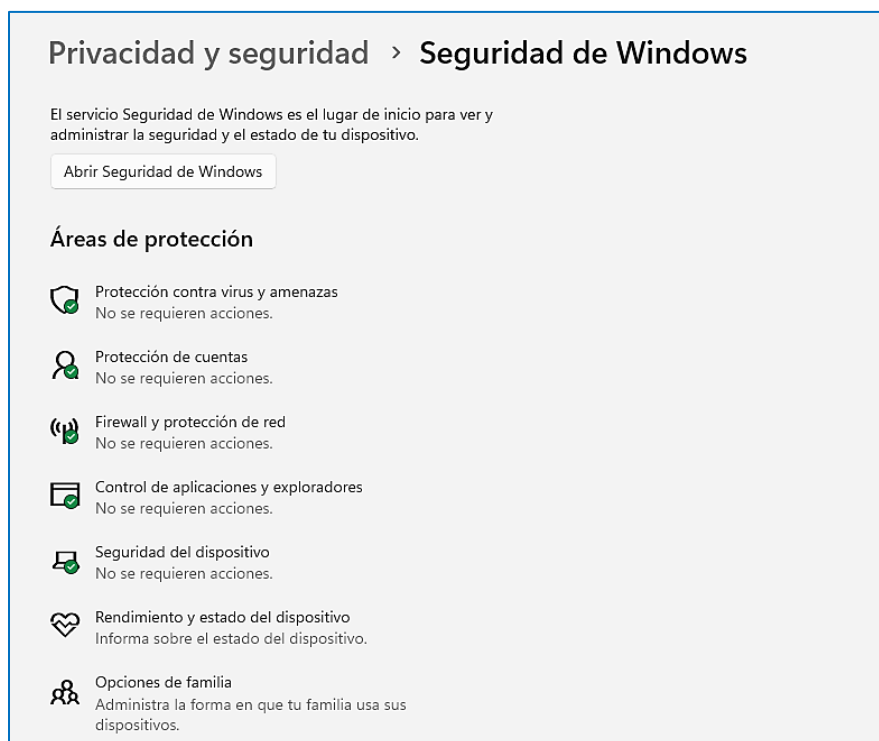 Privacidad y seguridad > Seguridad de Windows
El servicio Seguridad de Windows es el lugar de inicio para ver y
administrar la seguridad y el estado de tu dispositivo.
Abrir Seguridad de Windows
Áreas de protección
Protección contra virus y amenazas
No se requieren acciones.
Protección de cuentas
No se requieren acciones.
Firewall y protección de red
No se requieren acciones.
Control de aplicaciones y exploradores
No se requieren acciones.
Seguridad del dispositivo
No se requieren acciones.
Rendimiento y estado del dispositivo
Informa sobre el estado del dispositivo.
Opciones de familia
Administra la forma en que tu familia usa sus
dispositivos.